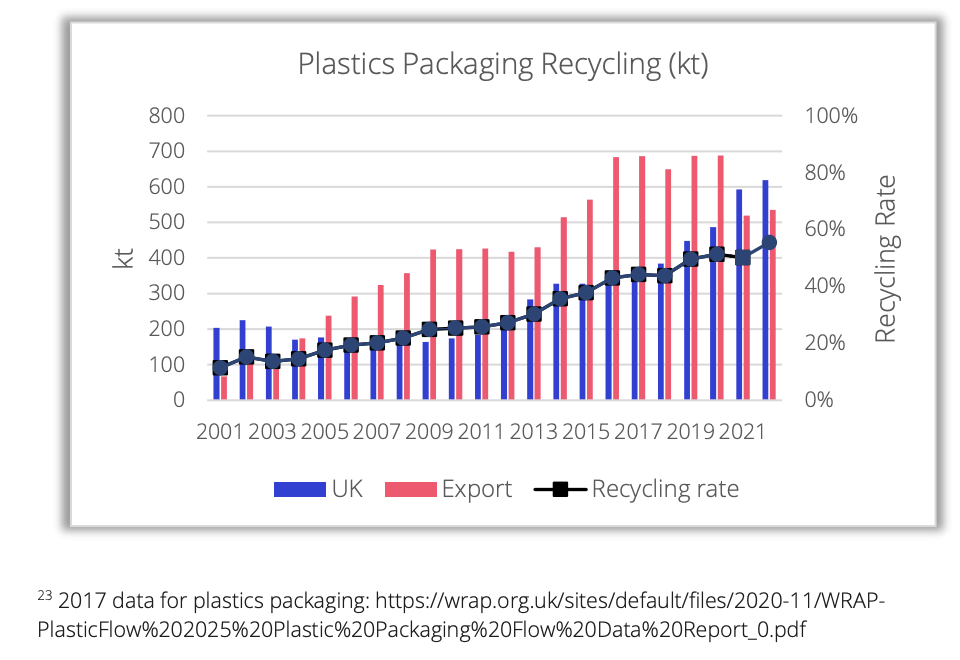 Plastics Packaging Recycling (kt)
800
700
600
500
400
300
200
100
0
kt
100%
80%
60%
40%
20%
0%
Recycling Rate
2001 2003 2005 2007 2009 2011 2013 2015 2017 2019 2021
UK Export Recycling rate
23 2017 data for plastics packaging: https://wrap.org.uk/sites/default/files/2020-11/WRAP-
PlasticFlow%202025%20Plastic%20Packaging%20Flow%20Data%20Report_0.pdf